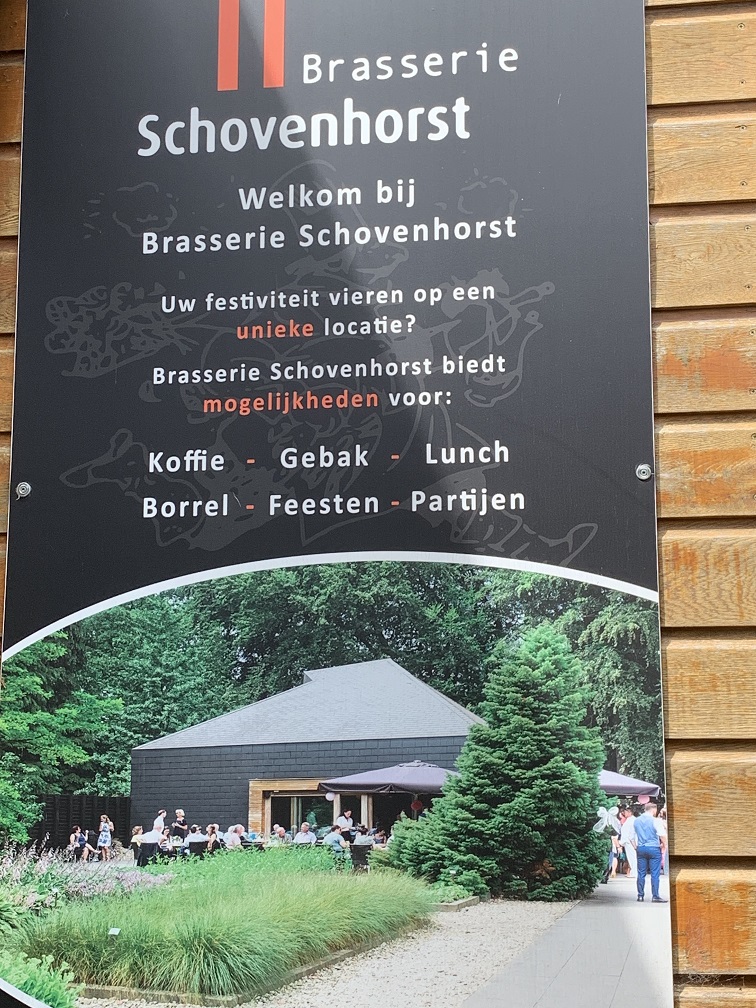 Brasserie
Schovenhorst
Welkom bij
Brasserie Schovenhorst
Uw festiviteit vieren op een
unieke locatie?
Brasserie Schovenhorst biedt
mogelijkheden voor:
Koffie - Gebak - Lunch
Borrel - Feesten - Partijen